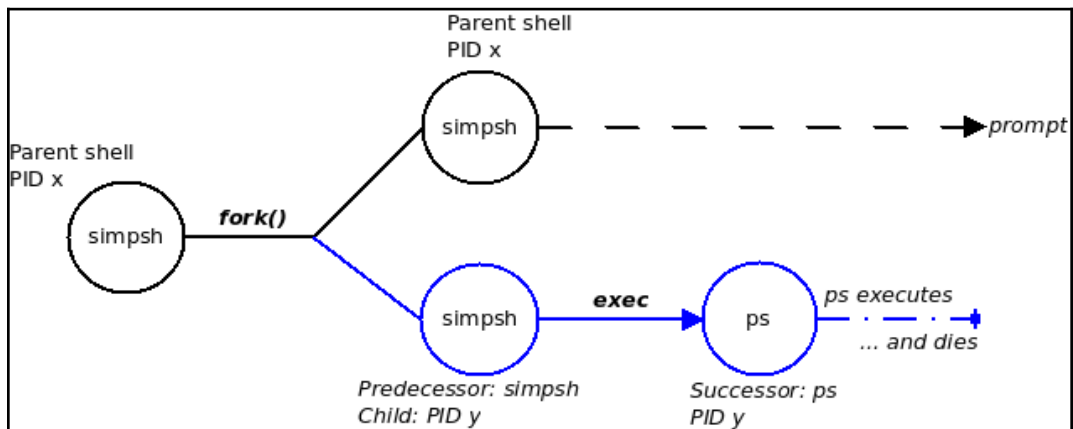 Parent shell
PID x
simpsh
prompt
Parent shell
PID x
simpsh
fork()
simpsh
exec
ps
ps executes
... and dies
Predecessor: simpsh
Child: PID y
Successor: ps
PID y